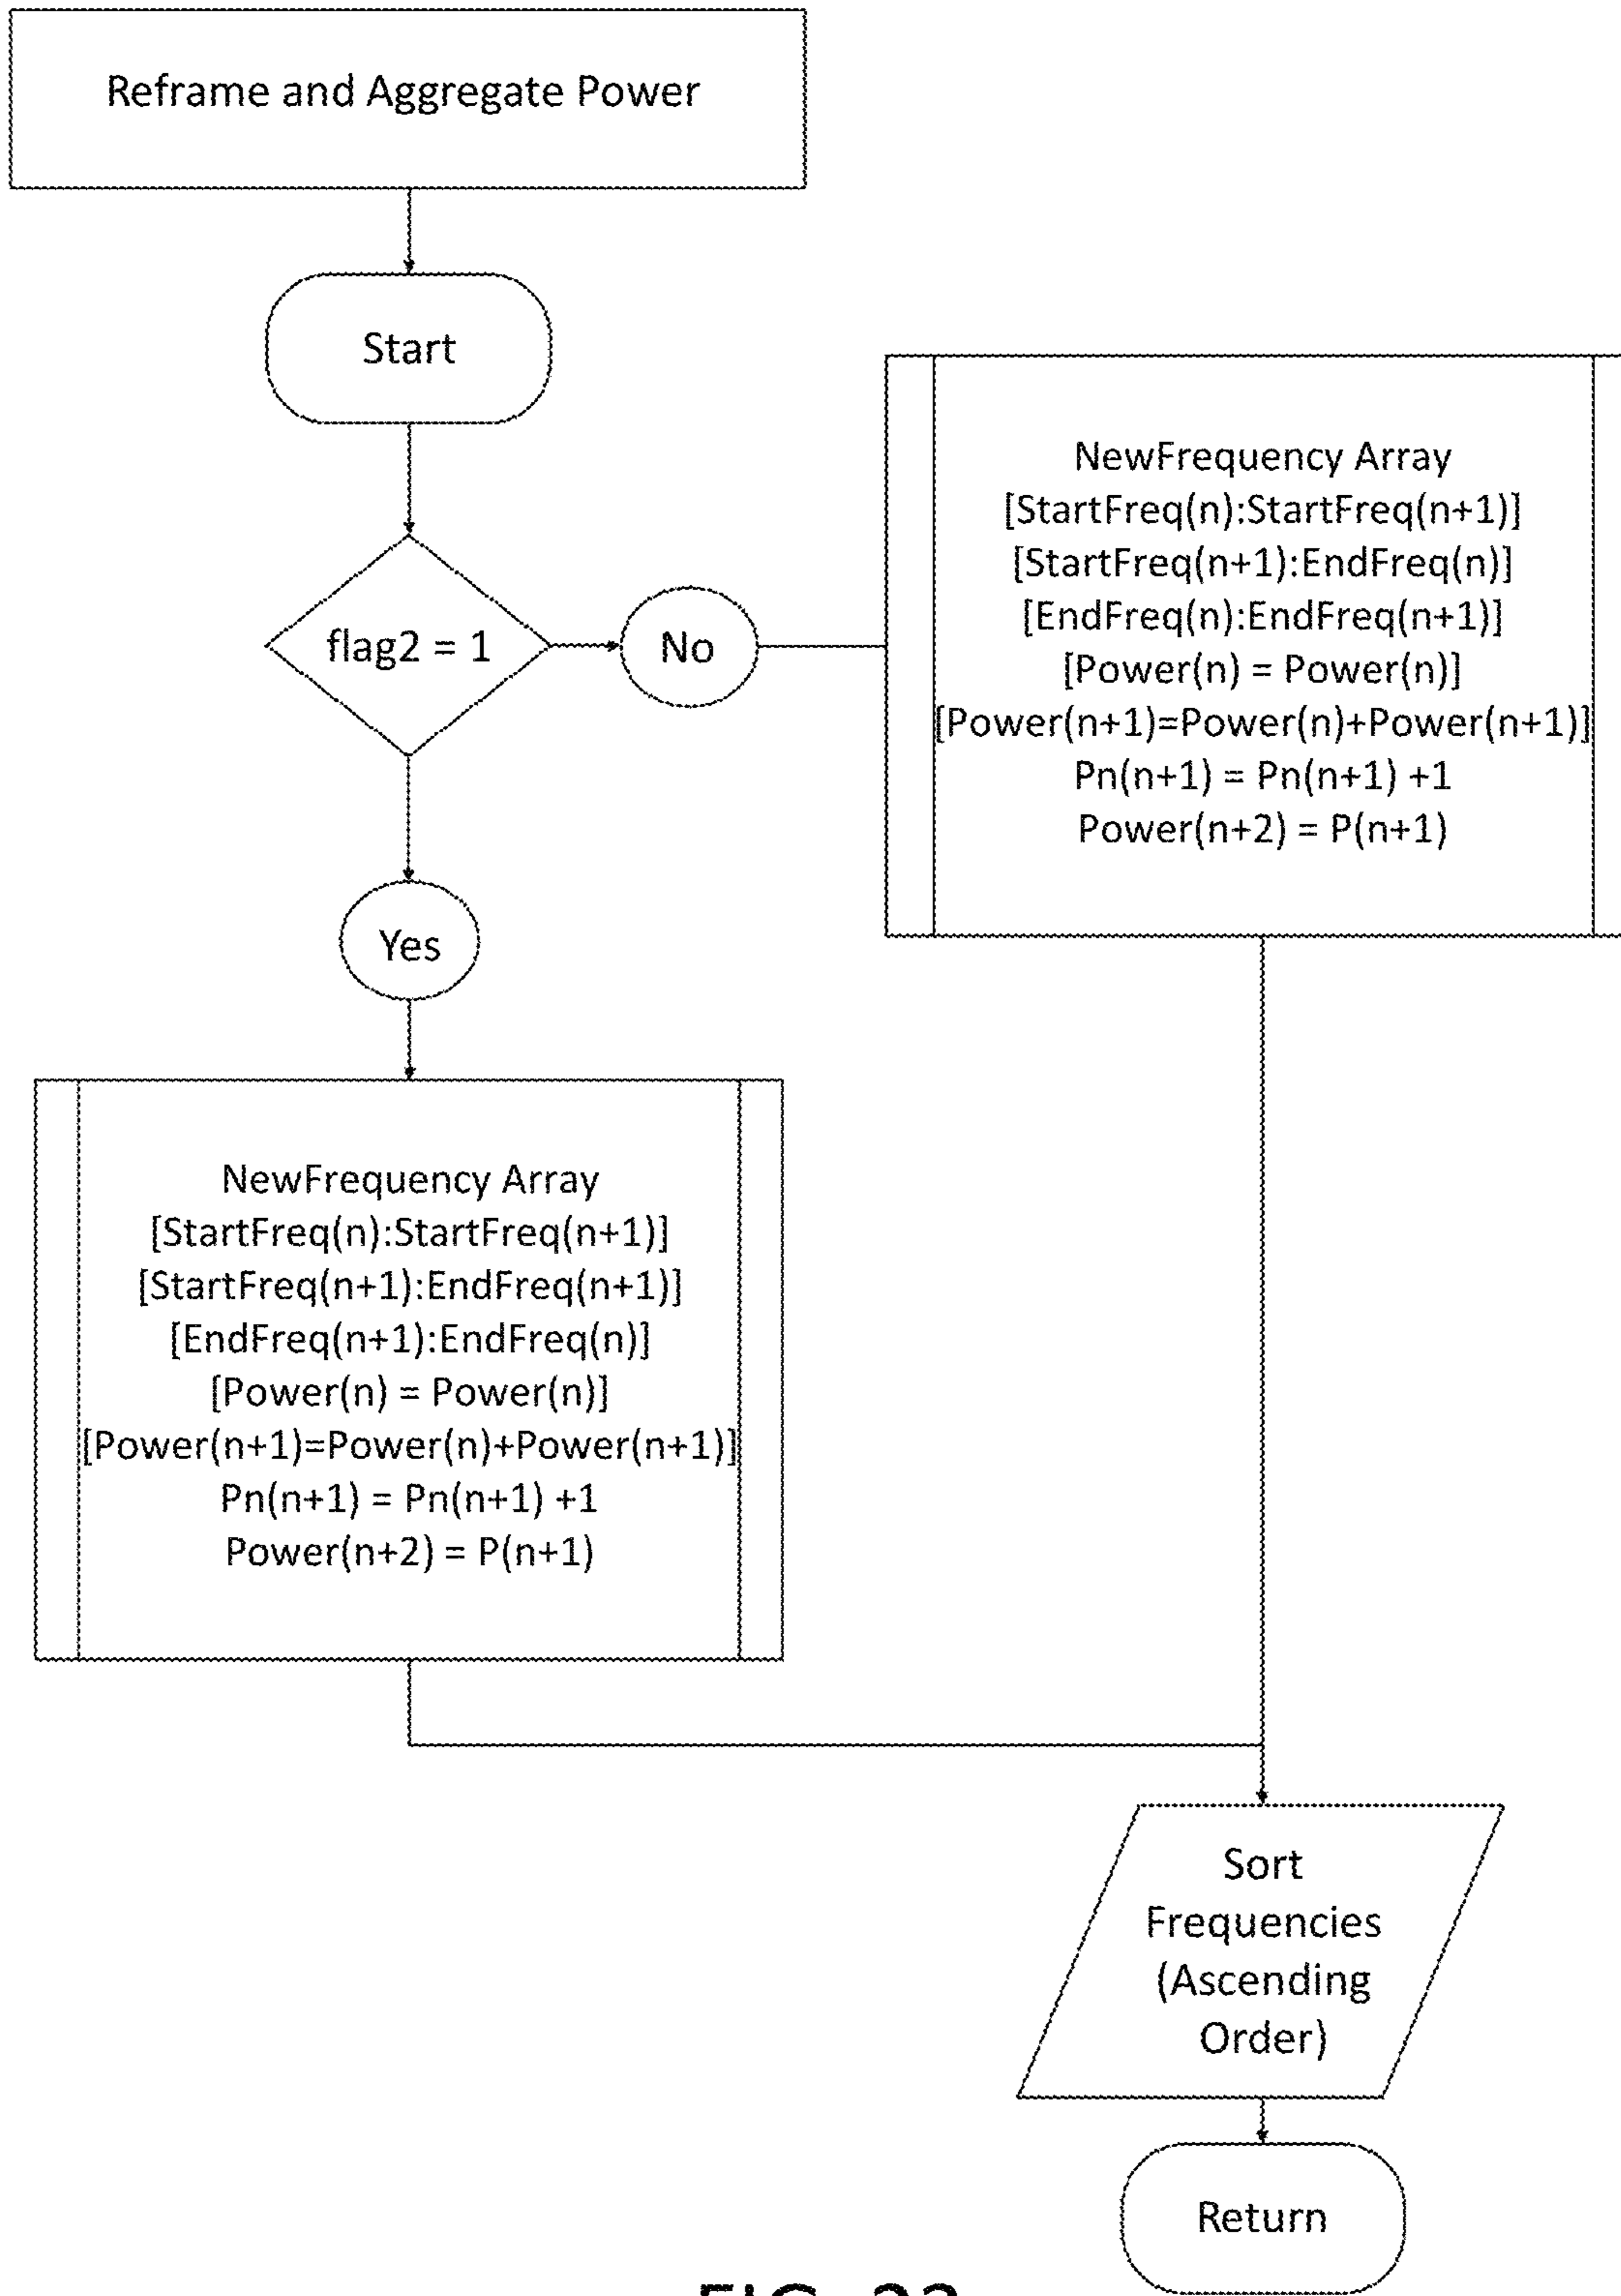 Reframe and Aggregate Power
Start
flag2 = 1
No
NewFrequency Array
[StartFreq(n):StartFreq(n+1)]
[StartFreq(n+1):EndFreq(n)]
[EndFreq(n):EndFreq(n+1)]
[Power(n) = Power(n)]
[Power(n+1)=Power(n)+Power(n+1)]
Pn(n+1) = Pn(n+1) +1
Power(n+2) = P(n+1)
Yes
NewFrequency Array
[StartFreq(n):StartFreq(n+1)]
[StartFreq(n+1):EndFreq(n+1)]
[EndFreq(n+1):EndFreq(n)]
[Power(n) = Power(n)]
[Power(n+1)=Power(n)+Power(n+1)]
Pn(n+1) = Pn(n+1) +1
Power(n+2) = P(n+1)
Sort
Frequencies
(Ascending
Order)
Return
FIG.